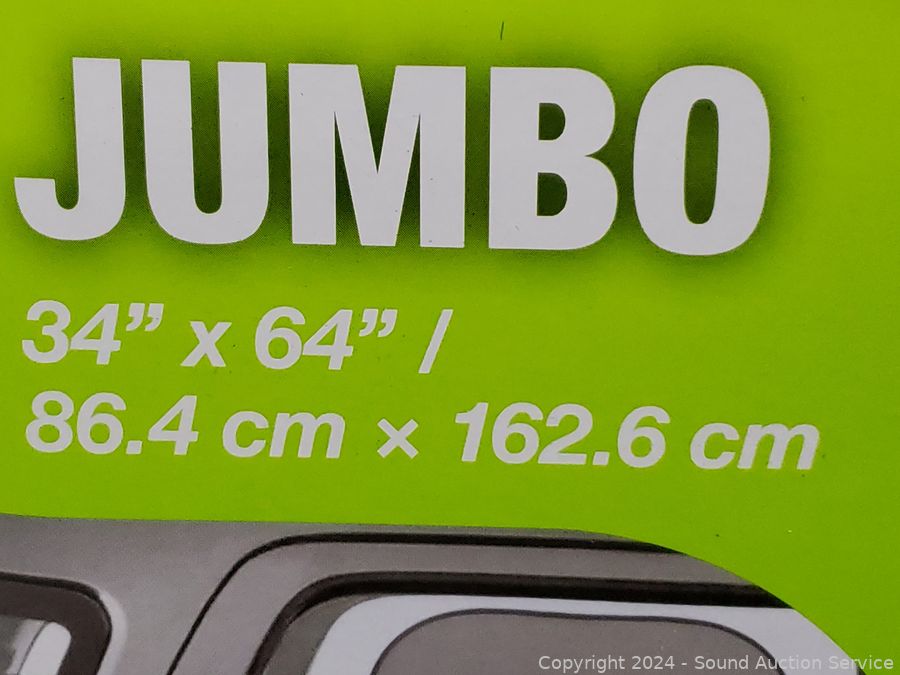 JUMBO
34” x 64” /
86.4 cm × 162.6 cm
Copyright 2024 - Sound Auction Service